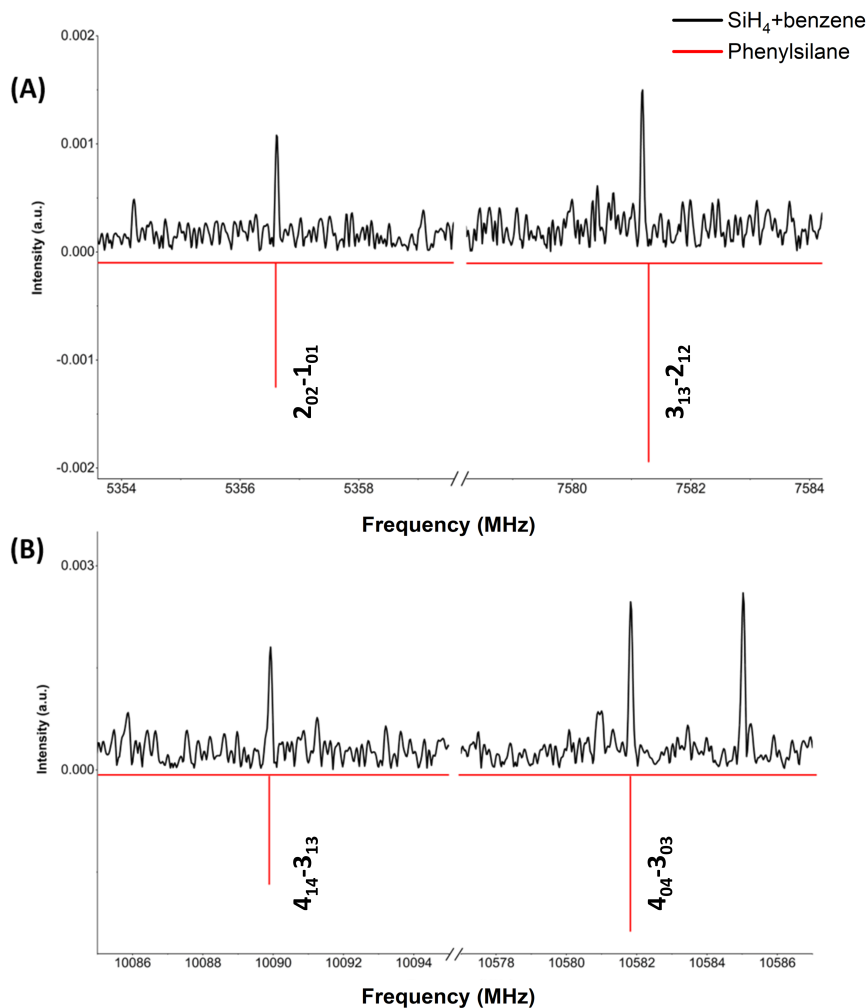 SiH₄+benzene
Phenylsilane
(A)
0.002
0.001
0.000
-0.001
-0.002
Intensity (a.u.)
2₀₂-1₀₁
3₁₃-2₁₂
5354 5356 5358 7580 7582 7584
Frequency (MHz)
(B)
0.003
0.000
Intensity (a.u.)
4₁₄-3₁₃
4₀₄-3₀₃
10086 10088 10090 10092 10094 10578 10580 10582 10584 10586
Frequency (MHz)